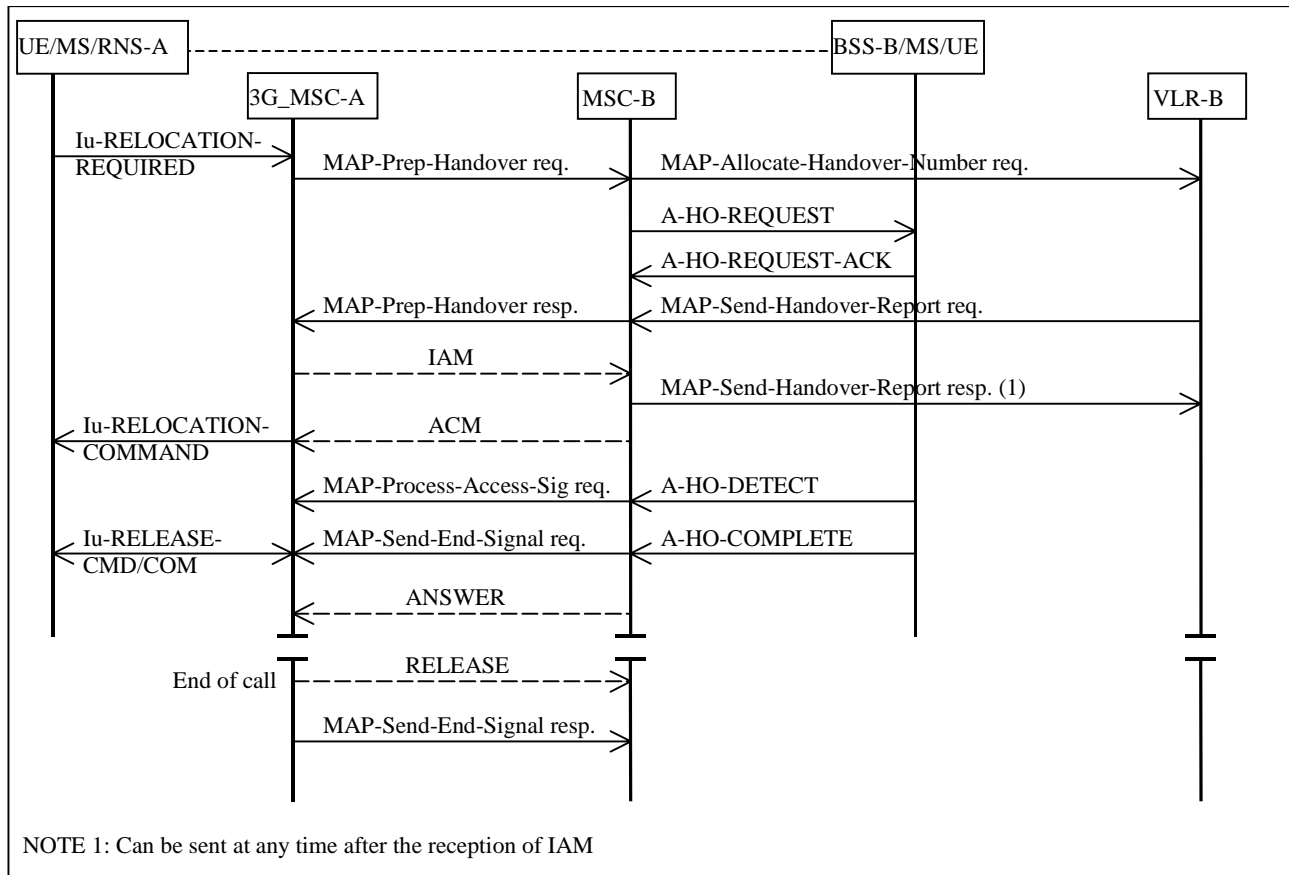 UE/MS/RNS-A
BSS-B/MS/UE
3G_MSC-A
MSC-B
VLR-B
Iu-RELOCATION-
REQUIRED
MAP-Prep-Handover req.
MAP-Allocate-Handover-Number req.
A-HO-REQUEST
A-HO-REQUEST-ACK
MAP-Prep-Handover resp.
MAP-Send-Handover-Report req.
IAM
MAP-Send-Handover-Report resp. (1)
Iu-RELOCATION-
COMMAND
ACM
MAP-Process-Access-Sig req.
A-HO-DETECT
Iu-RELEASE-
CMD/COM
MAP-Send-End-Signal req.
A-HO-COMPLETE
ANSWER
RELEASE
End of call
MAP-Send-End-Signal resp.
NOTE 1: Can be sent at any time after the reception of IAM